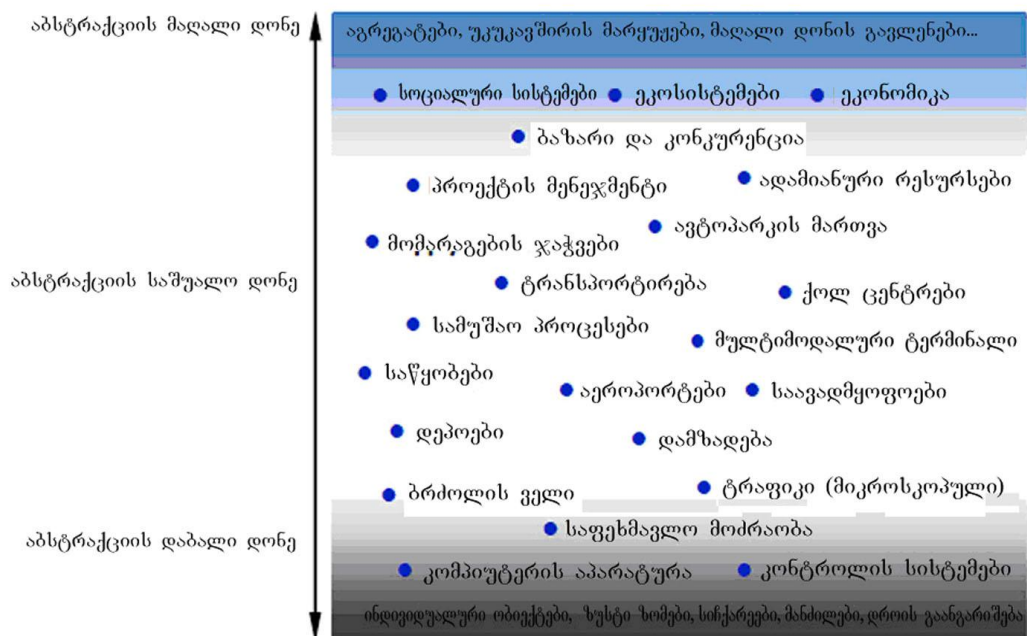 აბსტრაქციის მაღალი დონე
აგრეგატები, უკუკავშირის მარყუჟები, მაღალი დონის გავლენები...
სოციალური სისტემები
ეკოსისტემები
ეკონომიკა
ბაზარი და კონკურენცია
პროექტის მენეჯმენტი
ადამიანური რესურსები
ავტოპარკის მართვა
მომარაგების ჯაჭვები
აბსტრაქციის საშუალო დონე
ტრანსპორტირება
ქოლ ცენტრები
სამუშაო პროცესები
მულტიმოდალური ტერმინალი
საწყობები
აეროპორტები
საავადმყოფოები
დეპოები
დამზადება
ბრძოლის ველი
ტრაფიკი (მიკროსკოპული)
საფეხმავლო მოძრაობა
აბსტრაქციის დაბალი დონე
კომპიუტერის აპარატურა
კონტროლის სისტემები
ინდივიდუალური ობიექტები, ზუსტი ზომები, სიჩქარეები, მანძილები, დროის გაანგარიშება